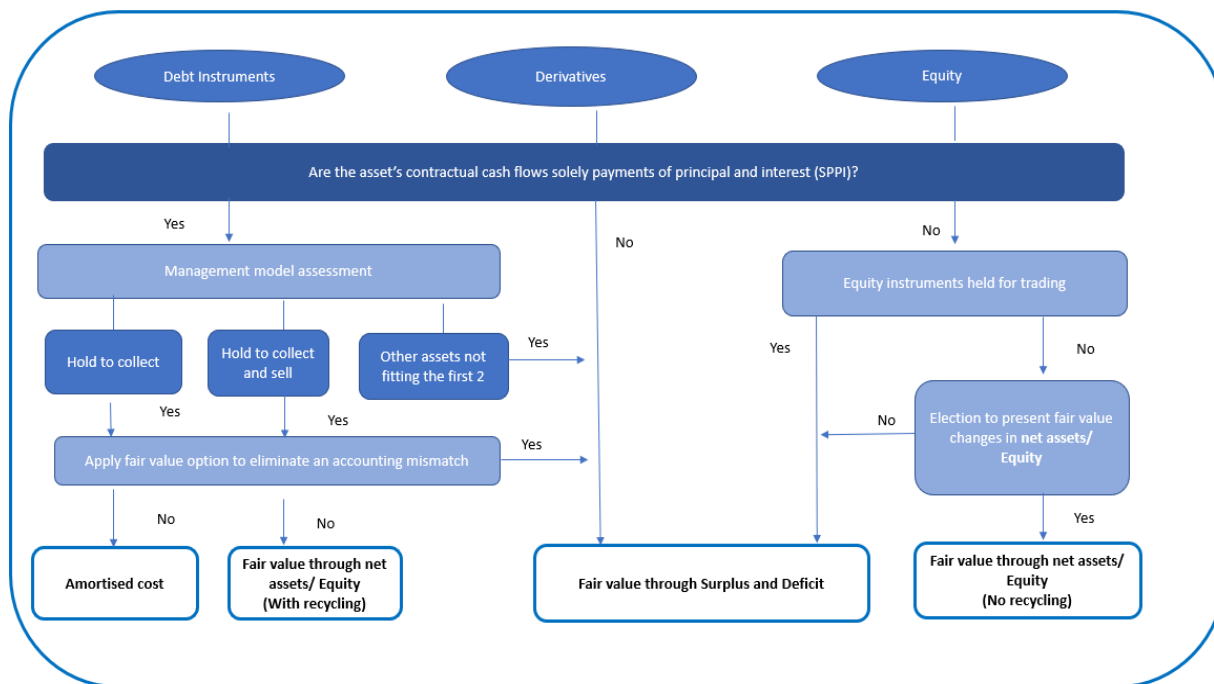 Debt Instruments
Derivatives
Equity
Are the asset's contractual cash flows solely payments of principal and interest (SPPI)?
Yes
No
No
Management model assessment
Equity instruments held for trading
Hold to collect
Hold to collect
and sell
Other assets not
fitting the first 2
Yes
Yes
No
Yes
Yes
Election to present fair value
changes in net assets/
Equity
No
Apply fair value option to eliminate an accounting mismatch
Yes
No
No
Yes
Amortised cost
Fair value through net
assets/ Equity
(With recycling)
Fair value through Surplus and Deficit
Fair value through net assets/
Equity
(No recycling)